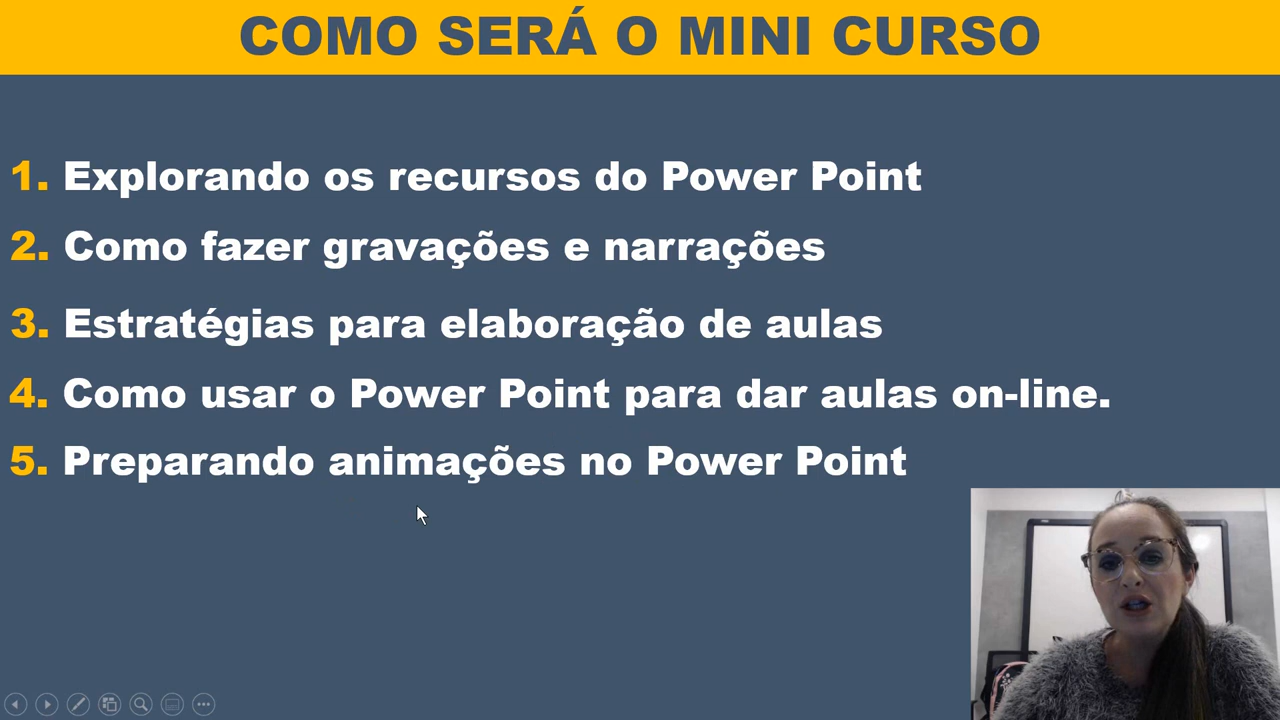 COMO SERÁ O MINI CURSO
1. Explorando os recursos do Power Point
2. Como fazer gravações e narrações
3. Estratégias para elaboração de aulas
4. Como usar o Power Point para dar aulas on-line.
5. Preparando animações no Power Point